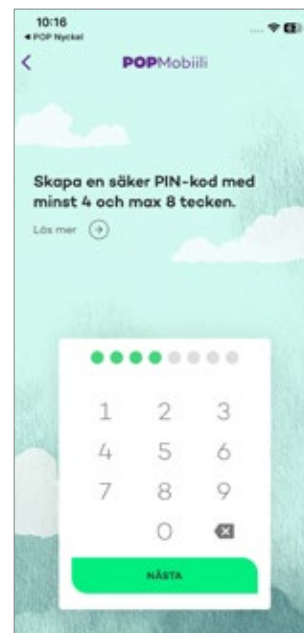 10:16
◀ POP Nyckel
POPMobiili
Skapa en säker PIN-kod med
minst 4 och max 8 tecken.
Läs mer
1 2 3
4 5 6
7 8 9
0
NÄSTA